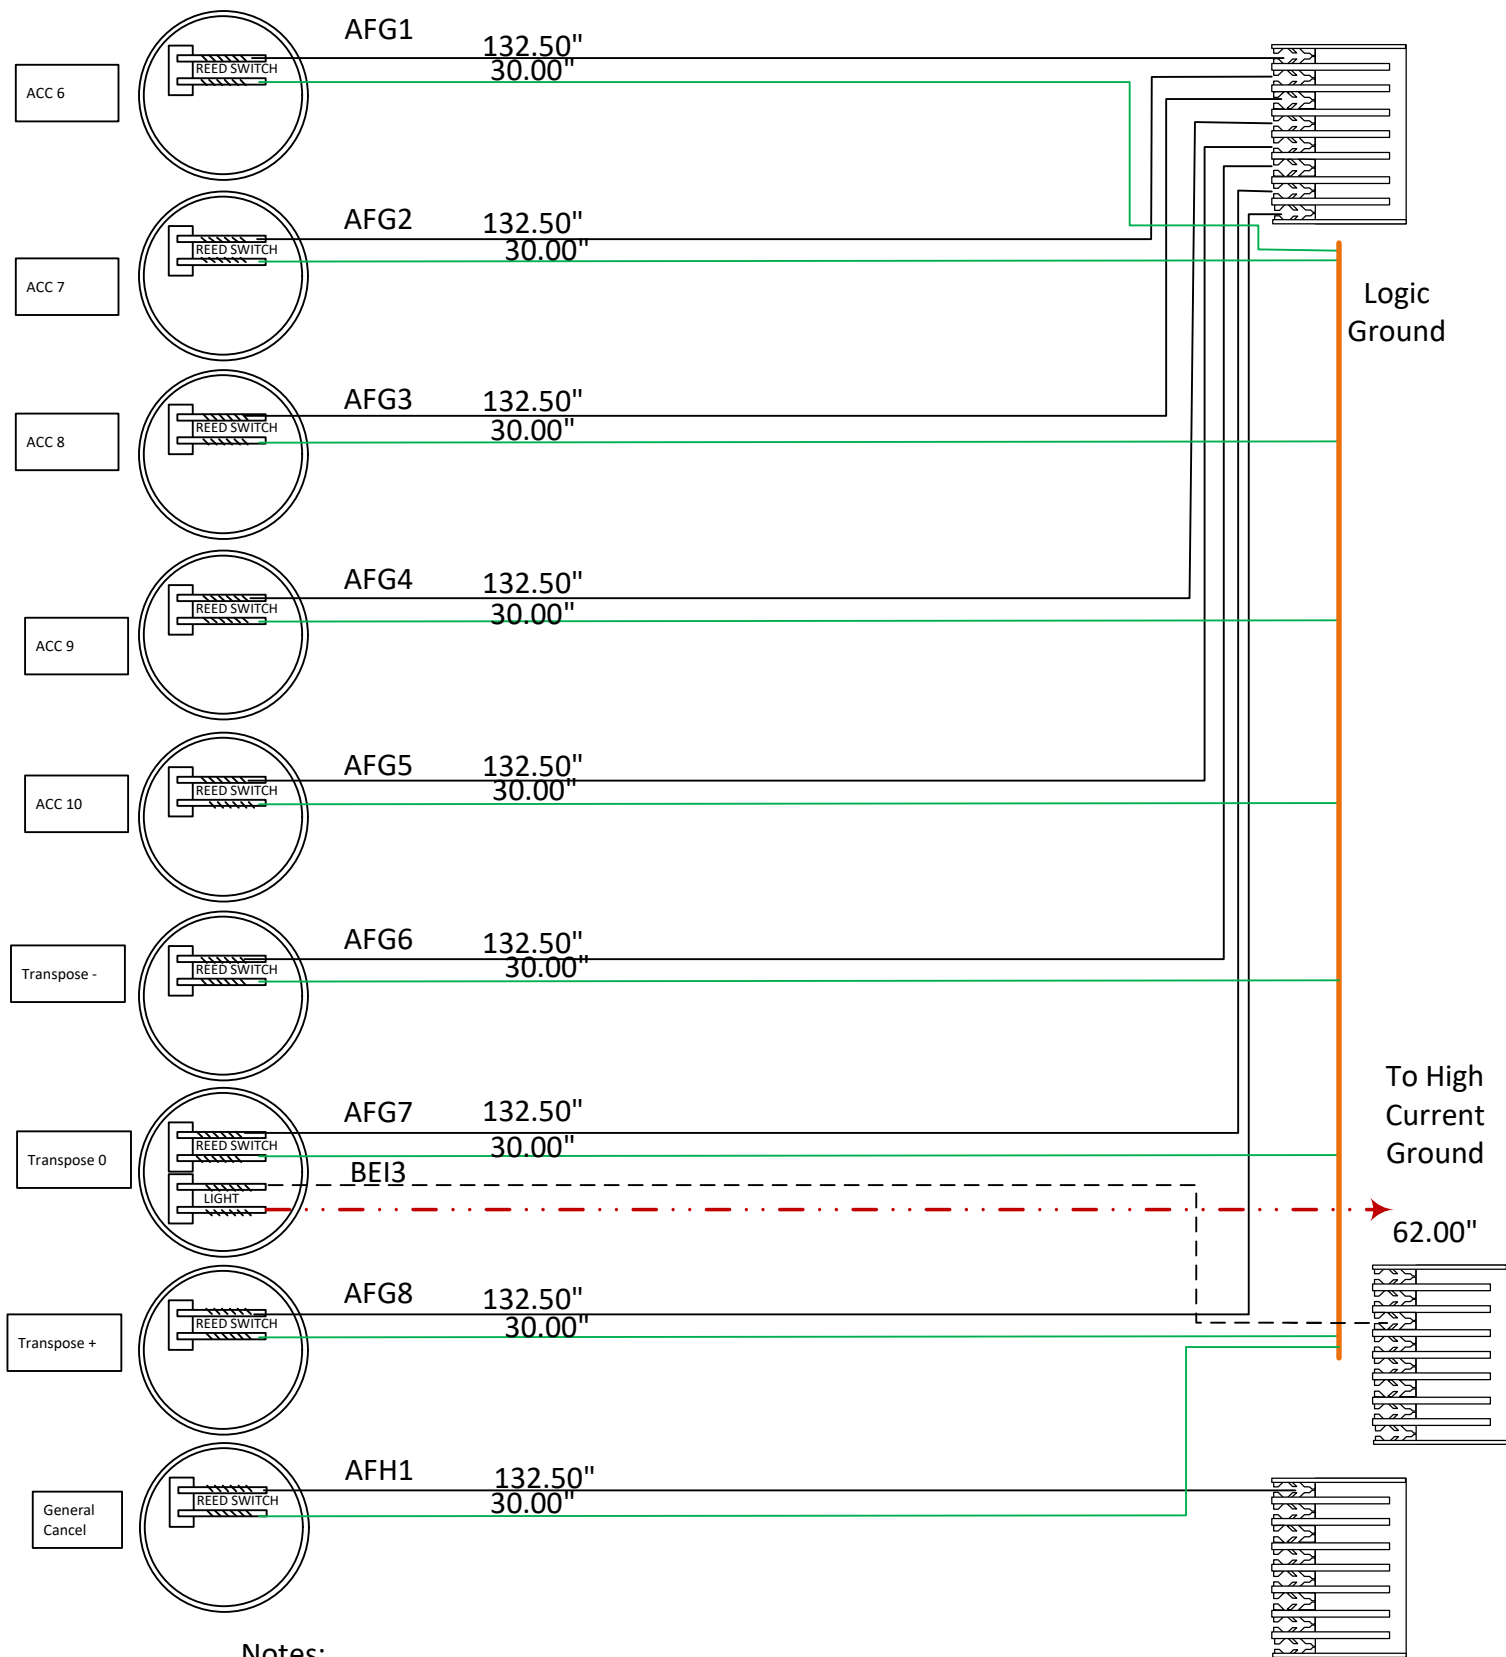 AFG1
132.50"
30.00"
ACC 6
REED SWITCH
AFG2
132.50"
30.00"
ACC 7
REED SWITCH
Logic
Ground
AFG3
132.50"
30.00"
ACC 8
REED SWITCH
AFG4
132.50"
30.00"
ACC 9
REED SWITCH
AFG5
132.50"
30.00"
ACC 10
REED SWITCH
AFG6
132.50"
30.00"
Transpose -
REED SWITCH
To High
Current
Ground
AFG7
132.50"
30.00"
Transpose 0
REED SWITCH
BEI3
LIGHT
62.00"
AFG8
132.50"
30.00"
Transpose +
REED SWITCH
AFH1
132.50"
30.00"
General
Cancel
REED SWITCH
Notes: